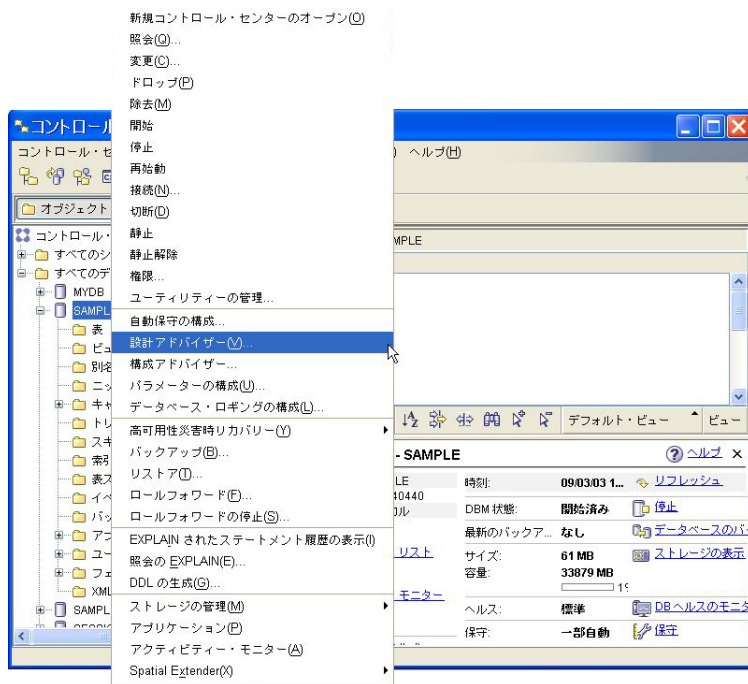 新規コントロール・センターのオープン(O)
照会(Q)...
変更(C)...
ドロップ(P)
除去(M)
開始
停止
再始動
接続(N)...
切断(D)
静止
静止解除
権限...
ユーティリティーの管理...
自動保守の構成...
設計アドバイザー(V)...
構成アドバイザー...
パラメーターの構成(U)...
データベース・ロギングの構成(L)...
高可用性災害時リカバリー(Y)
バックアップ(B)...
リストア(T)...
ロールフォワード(F)...
ロールフォワードの停止(S)...
EXPLAIN されたステートメント履歴の表示(I)
照会の EXPLAIN(E)...
DDL の生成(G)...
ストレージの管理(M)
アプリケーション(P)
アクティビティー・モニター(A)
Spatial Extender(X)
コントロール
コントロール・セ
) ヘルプ(H)
オブジェクト
コントロール・
すべてのシ
すべてのデ
MYDB
SAMPL
表
ビュ
別名
ニッ
キャ
トリ
スキ
索引
表ス
イベ
バッ
アプ
ユー
フェ
XML
SAMPL
MPLE
デフォルト・ビュー
ビュー
- SAMPLE
ヘルプ
LE
40440
カル
リスト
モニター
時刻:
09/03/03 1...
リフレッシュ
DBM 状態:
開始済み
停止
最新のバックア...
なし
データベースのバ
サイズ:
61 MB
ストレージの表示
容量:
33879 MB
1%
ヘルス:
標準
DB ヘルスのモニタ
保守:
一部自動
保守